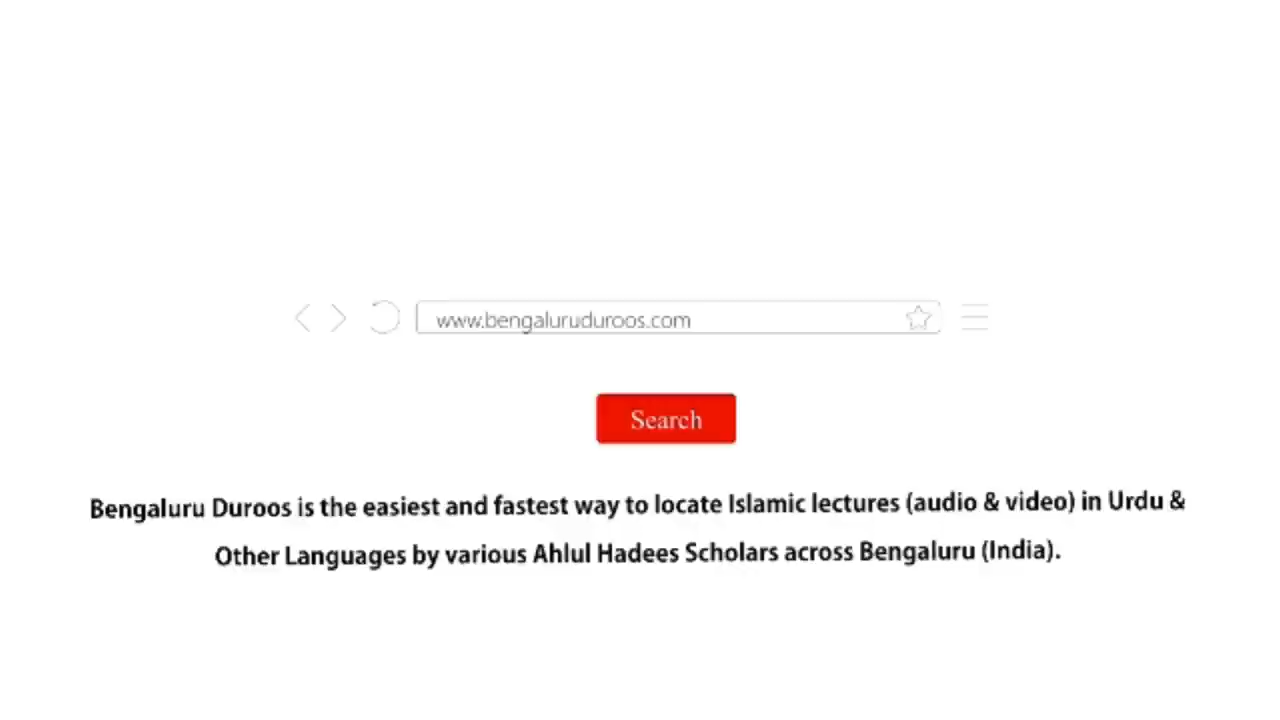 www.bengaluruduroos.com
Search
Bengaluru Duroos is the easiest and fastest way to locate Islamic lectures (audio & video) in Urdu &
Other Languages by various Ahlul Hadees Scholars across Bengaluru (India).